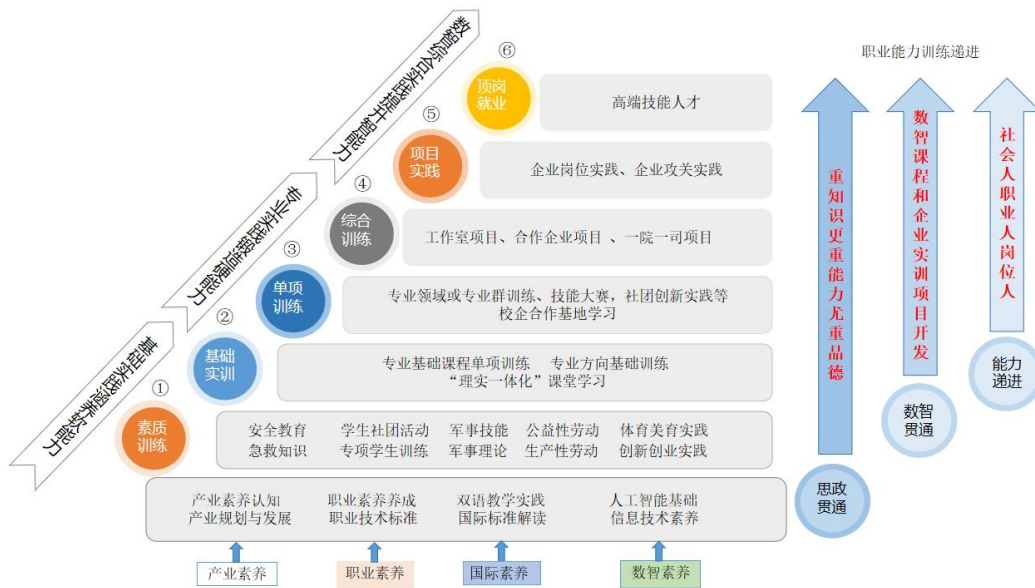 职业能力训练递进
数智综合实践提升智能力
专业实践锻造硬能力
基础实践涵养软能力
⑥
顶岗
就业
高端技能人才
⑤
项目
实践
企业岗位实践、企业攻关实践
④
综合
训练
工作室项目、合作企业项目 、一院一司项目
③
单项
训练
专业领域或专业群训练、技能大赛，社团创新实践等
校企合作基地学习
②
基础
实训
专业基础课程单项训练 专业方向基础训练
“理实一体化”课堂学习
①
素质
训练
安全教育 学生社团活动 军事技能 公益性劳动 体育美育实践
急救知识 专项学生训练 军事理论 生产性劳动 创新创业实践
产业素养认知 职业素养养成 双语教学实践 人工智能基础
产业规划与发展 职业技术标准 国际标准解读 信息技术素养
产业素养 职业素养 国际素养 数智素养
重知识更重能力尤重品德
思政
贯通
数智课程和企业实训项目开发
数智
贯通
社会人职业人岗位人
能力
递进